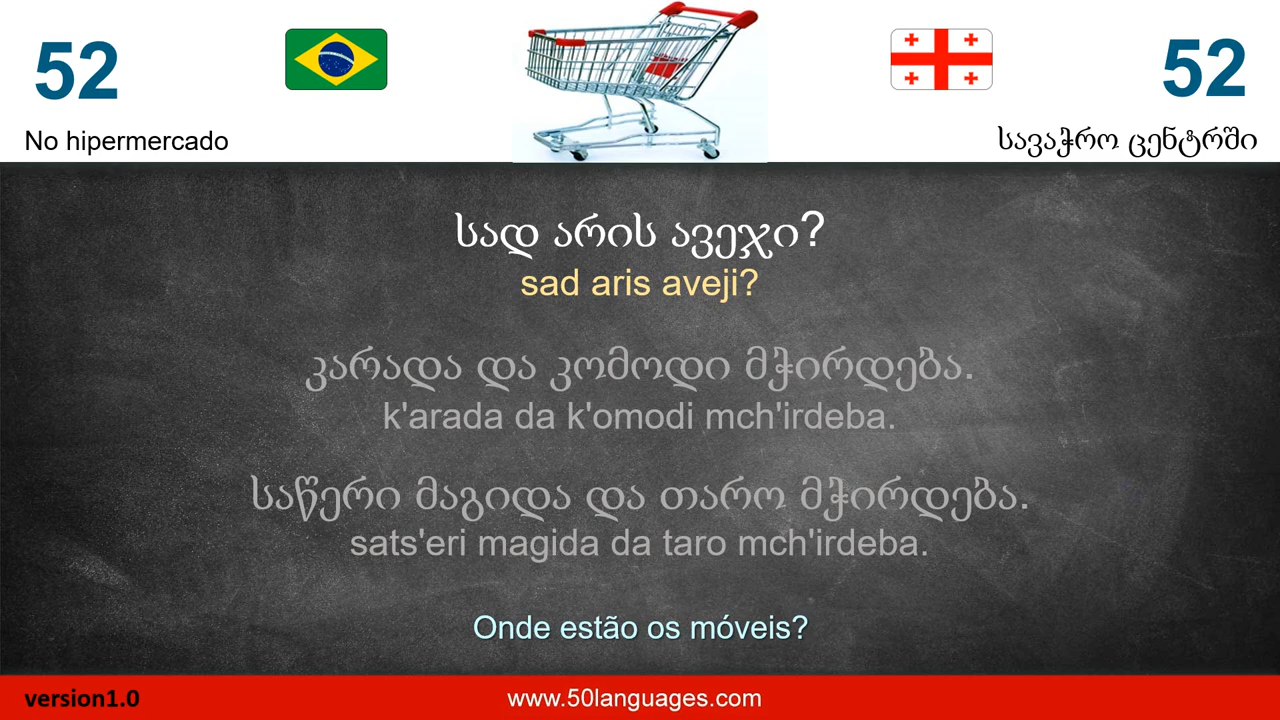 52
52
No hipermercado
სავაჭრო ცენტრში
სად არის ავეჯი?
sad aris aveji?
კარადა და კომოდი მჭირდება.
k'arada da k'omodi mch'irdeba.
საწერი მაგიდა და თარო მჭირდება.
sats'eri magida da taro mch'irdeba.
Onde estão os móveis?
version1.0
www.50languages.com